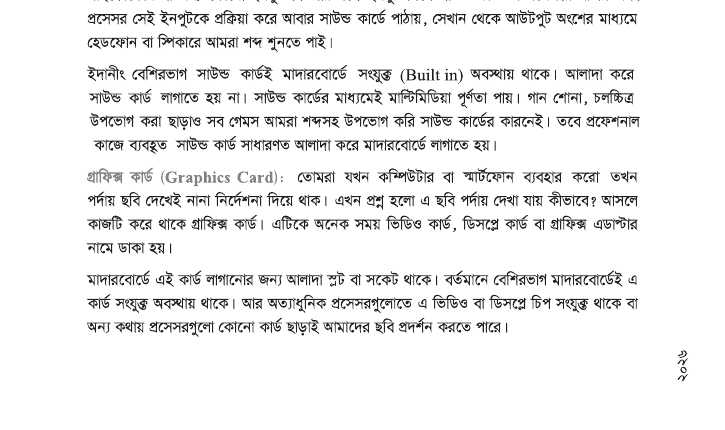 প্রসেসর সেই ইনপুটকে প্রক্রিয়া করে আবার সাউন্ড কার্ডে পাঠায়, সেখান থেকে আউটপুট অংশের মাধ্যমে
হেডফোন বা স্পিকারে আমরা শব্দ শুনতে পাই।
ইদানীং বেশিরভাগ সাউন্ড কার্ডই মাদারবোর্ডে সংযুক্ত (Built in) অবস্থায় থাকে। আলাদা করে
সাউন্ড কার্ড লাগাতে হয় না। সাউন্ড কার্ডের মাধ্যমেই মাল্টিমিডিয়া পূর্ণতা পায়। গান শোনা, চলচ্চিত্র
উপভোগ করা ছাড়াও সব গেমস আমরা শব্দসহ উপভোগ করি সাউন্ড কার্ডের কারনেই। তবে প্রফেশনাল
কাজে ব্যবহৃত সাউন্ড কার্ড সাধারণত আলাদা করে মাদারবোর্ডে লাগাতে হয়।
গ্রাফিক্স কার্ড (Graphics Card): তোমরা যখন কম্পিউটার বা স্মার্টফোন ব্যবহার করো তখন
পর্দায় ছবি দেখেই নানা নির্দেশনা দিয়ে থাক। এখন প্রশ্ন হলো এ ছবি পর্দায় দেখা যায় কীভাবে? আসলে
কাজটি করে থাকে গ্রাফিক্স কার্ড। এটিকে অনেক সময় ভিডিও কার্ড, ডিসপ্লে কার্ড বা গ্রাফিক্স এডাপ্টার
নামে ডাকা হয়।
মাদারবোর্ডে এই কার্ড লাগানোর জন্য আলাদা স্লট বা সকেট থাকে। বর্তমানে বেশিরভাগ মাদারবোর্ডেই এ
কার্ড সংযুক্ত অবস্থায় থাকে। আর অত্যাধুনিক প্রসেসরগুলোতে এ ভিডিও বা ডিসপ্লে চিপ সংযুক্ত থাকে বা
অন্য কথায় প্রসেসরগুলো কোনো কার্ড ছাড়াই আমাদের ছবি প্রদর্শন করতে পারে।
২০২৬